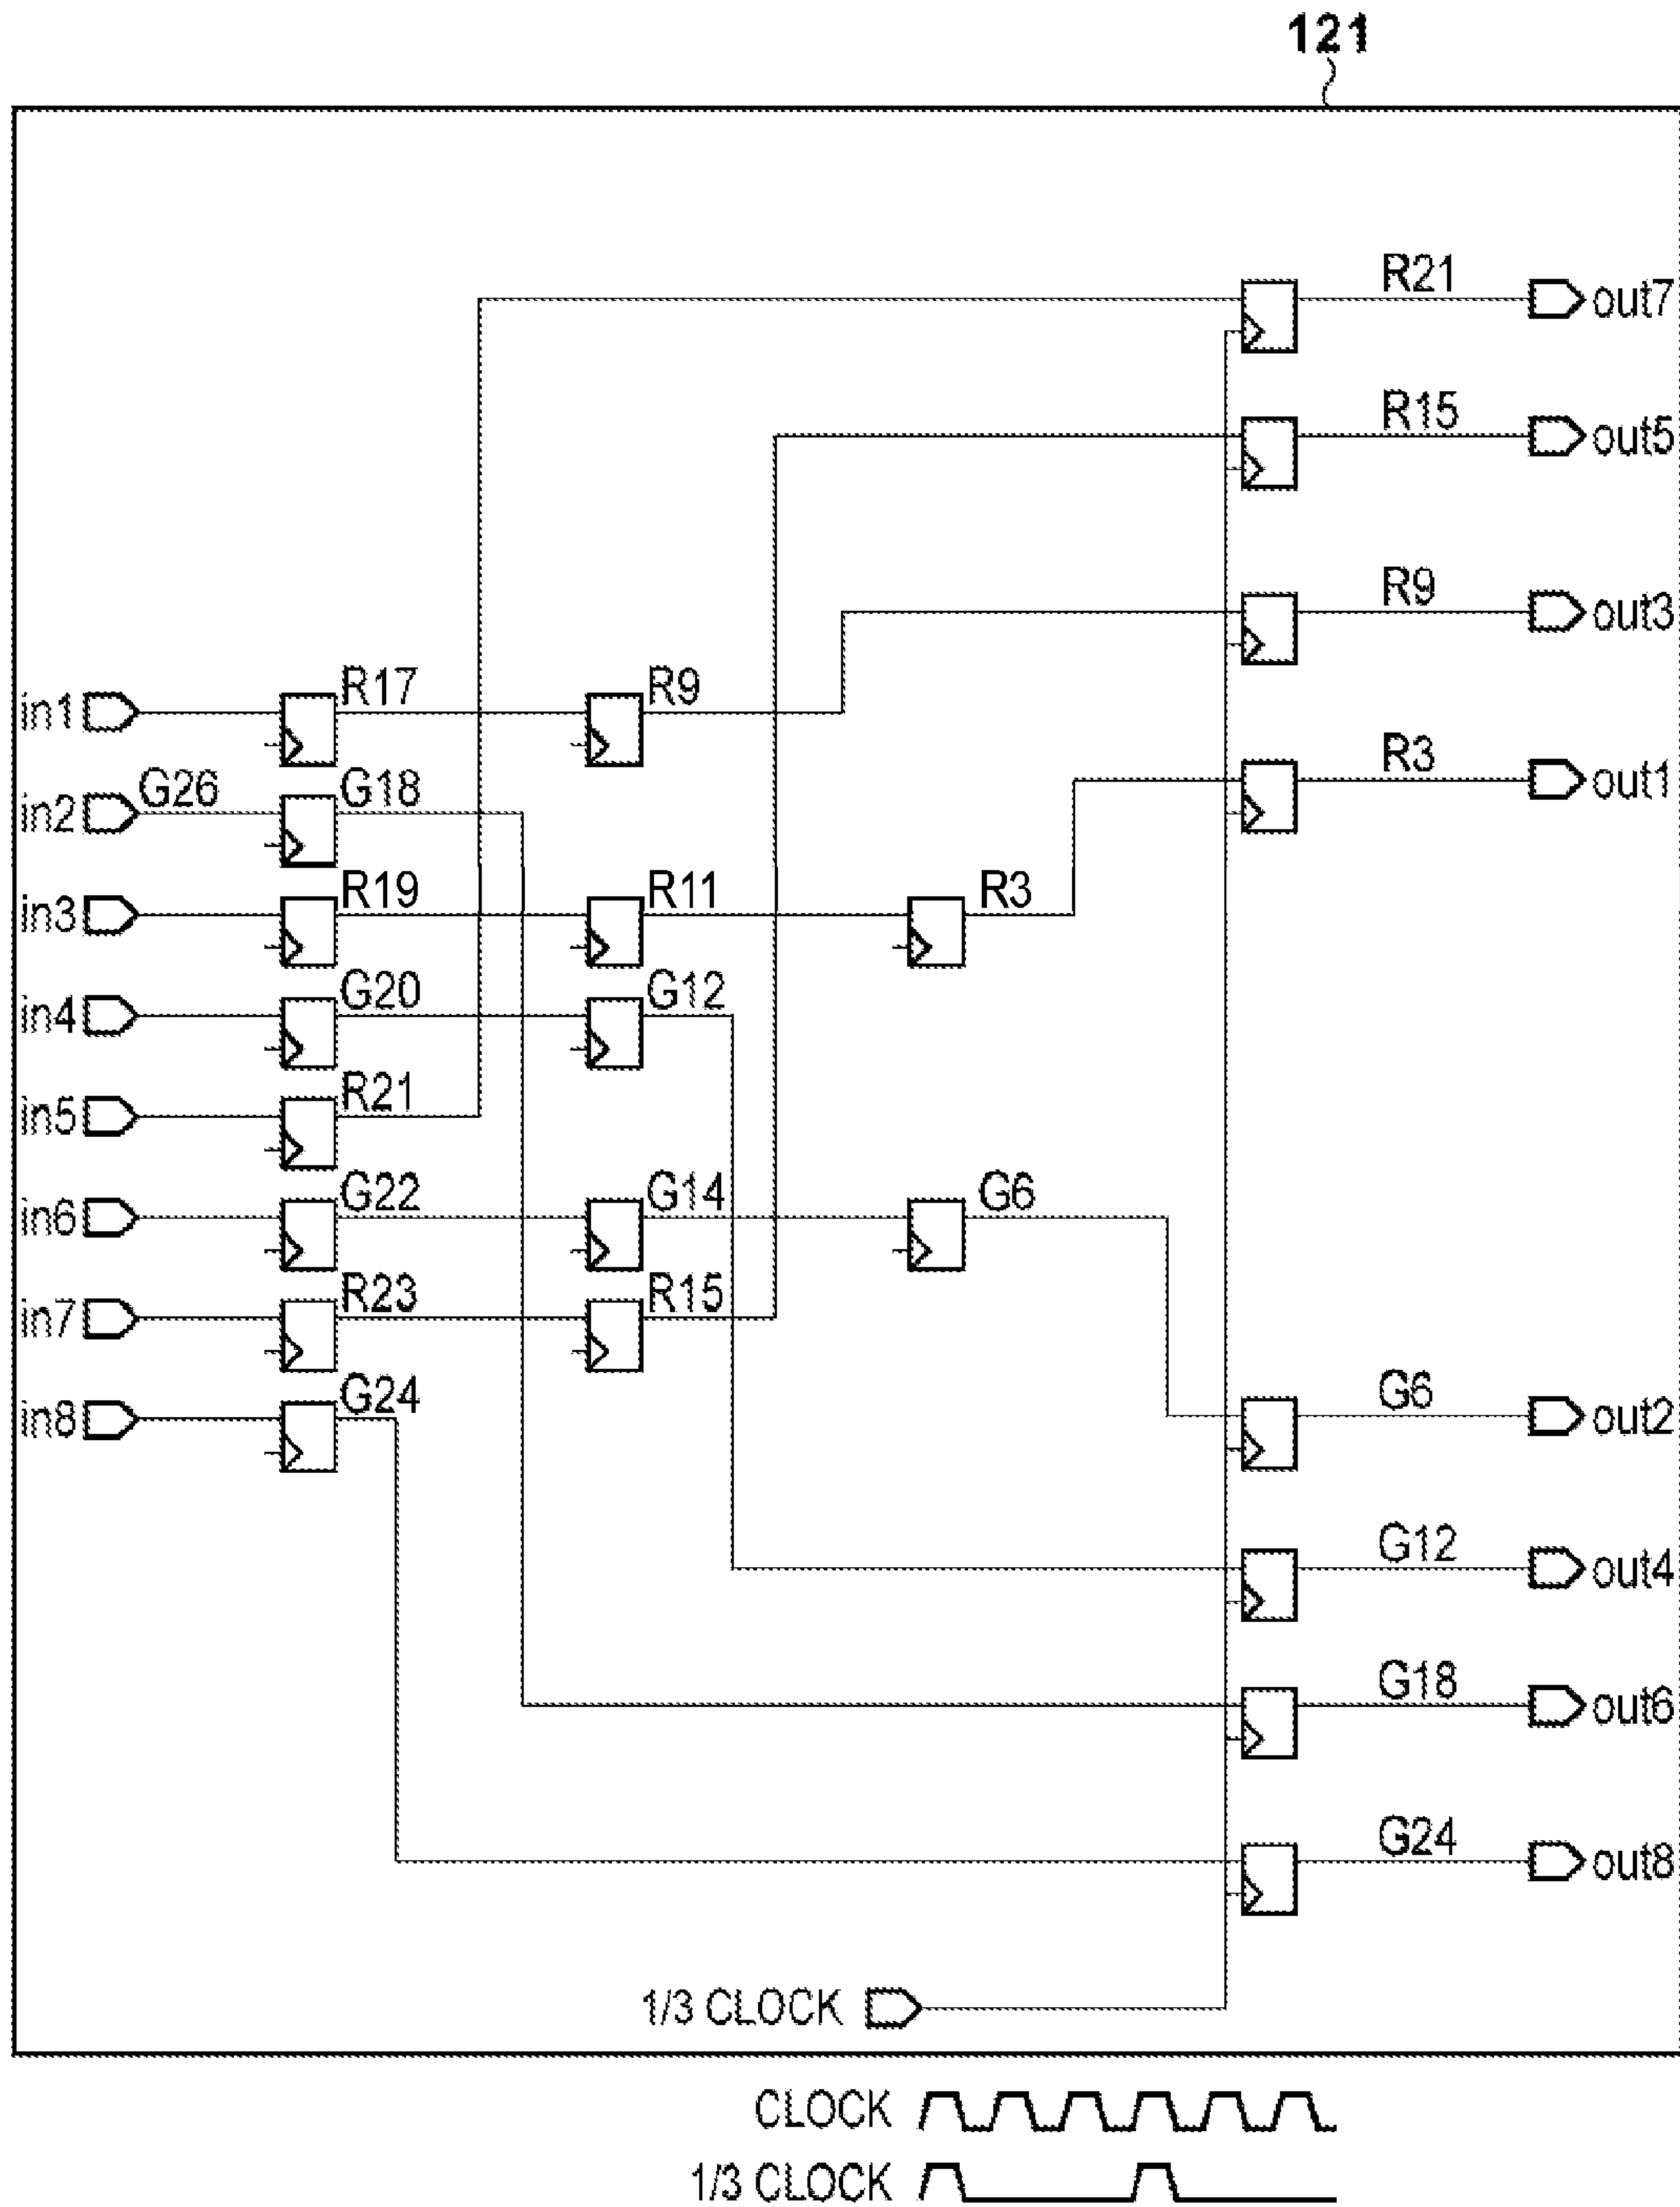 121
R21 out7
R15 out5
R9 out3
in1 R17 R9
R3 out1
in2 G26 G18
in3 R19 R11 R3
in4 G20 G12
in5 R21
in6 G22 G14 G6
in7 R23 R15
in8 G24
G6 out2
G12 out4
G18 out6
G24 out8
1/3 CLOCK
CLOCK
1/3 CLOCK